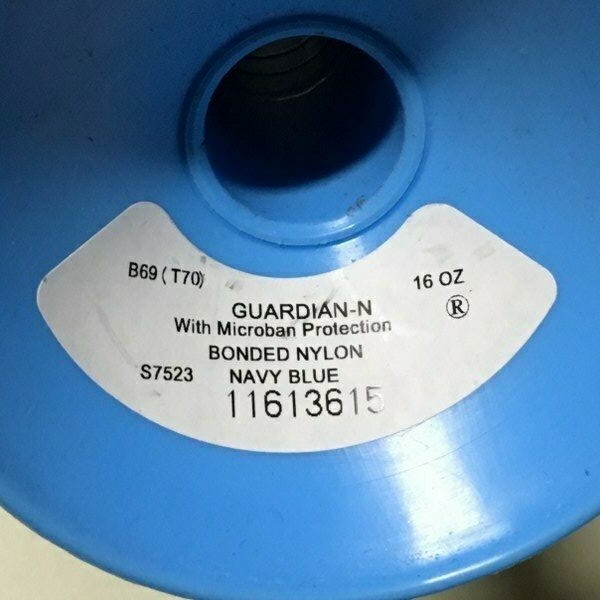 B69 ( T70) 16 OZ
GUARDIAN-N ®
With Microban Protection
BONDED NYLON
S7523 NAVY BLUE
11613615